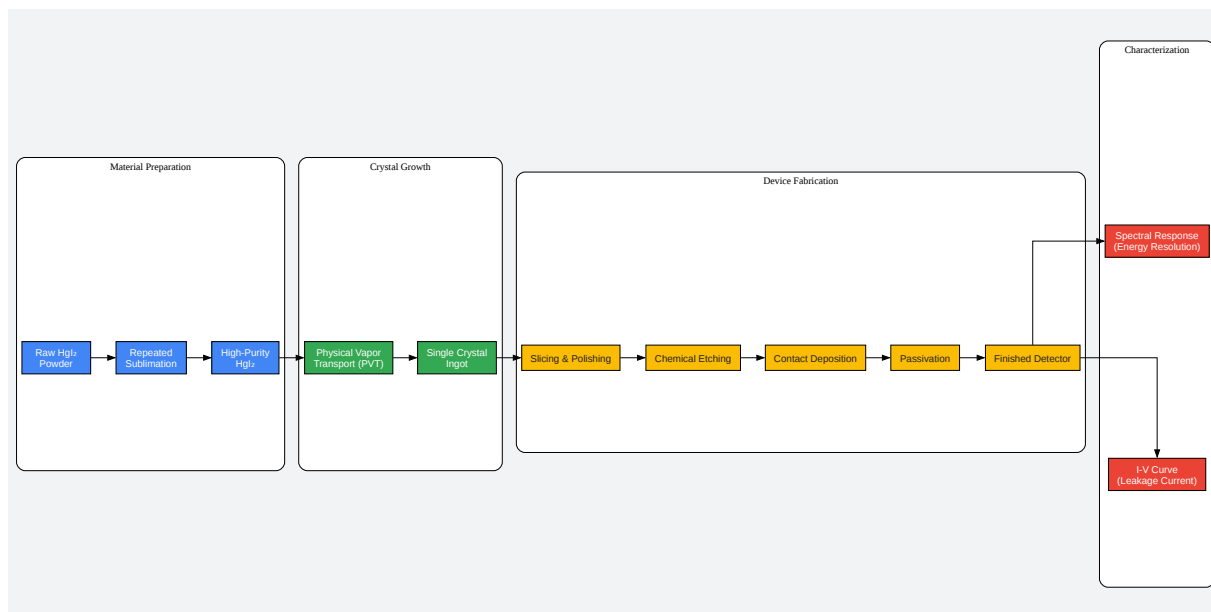 Material Preparation
Raw HgI₂
Powder
Repeated
Sublimation
High-Purity
HgI₂
Crystal Growth
Physical Vapor
Transport (PVT)
Single Crystal
Ingot
Device Fabrication
Slicing & Polishing
Chemical Etching
Contact Deposition
Passivation
Finished Detector
Characterization
Spectral Response
(Energy Resolution)
I-V Curve
(Leakage Current)